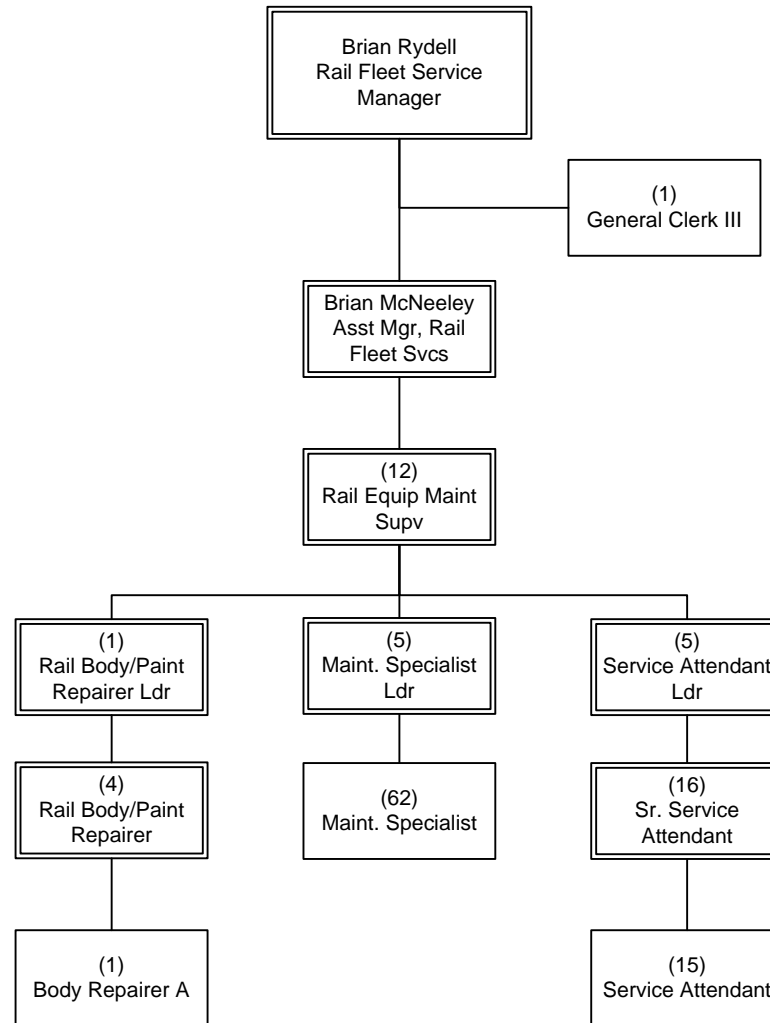 Brian Rydell
Rail Fleet Service
Manager
(1)
General Clerk III
Brian McNeeley
Asst Mgr, Rail
Fleet Svcs
(12)
Rail Equip Maint
Supv
(1)
Rail Body/Paint
Repairer Ldr
(5)
Maint. Specialist
Ldr
(5)
Service Attendant
Ldr
(4)
Rail Body/Paint
Repairer
(62)
Maint. Specialist
(16)
Sr. Service
Attendant
(1)
Body Repairer A
(15)
Service Attendant